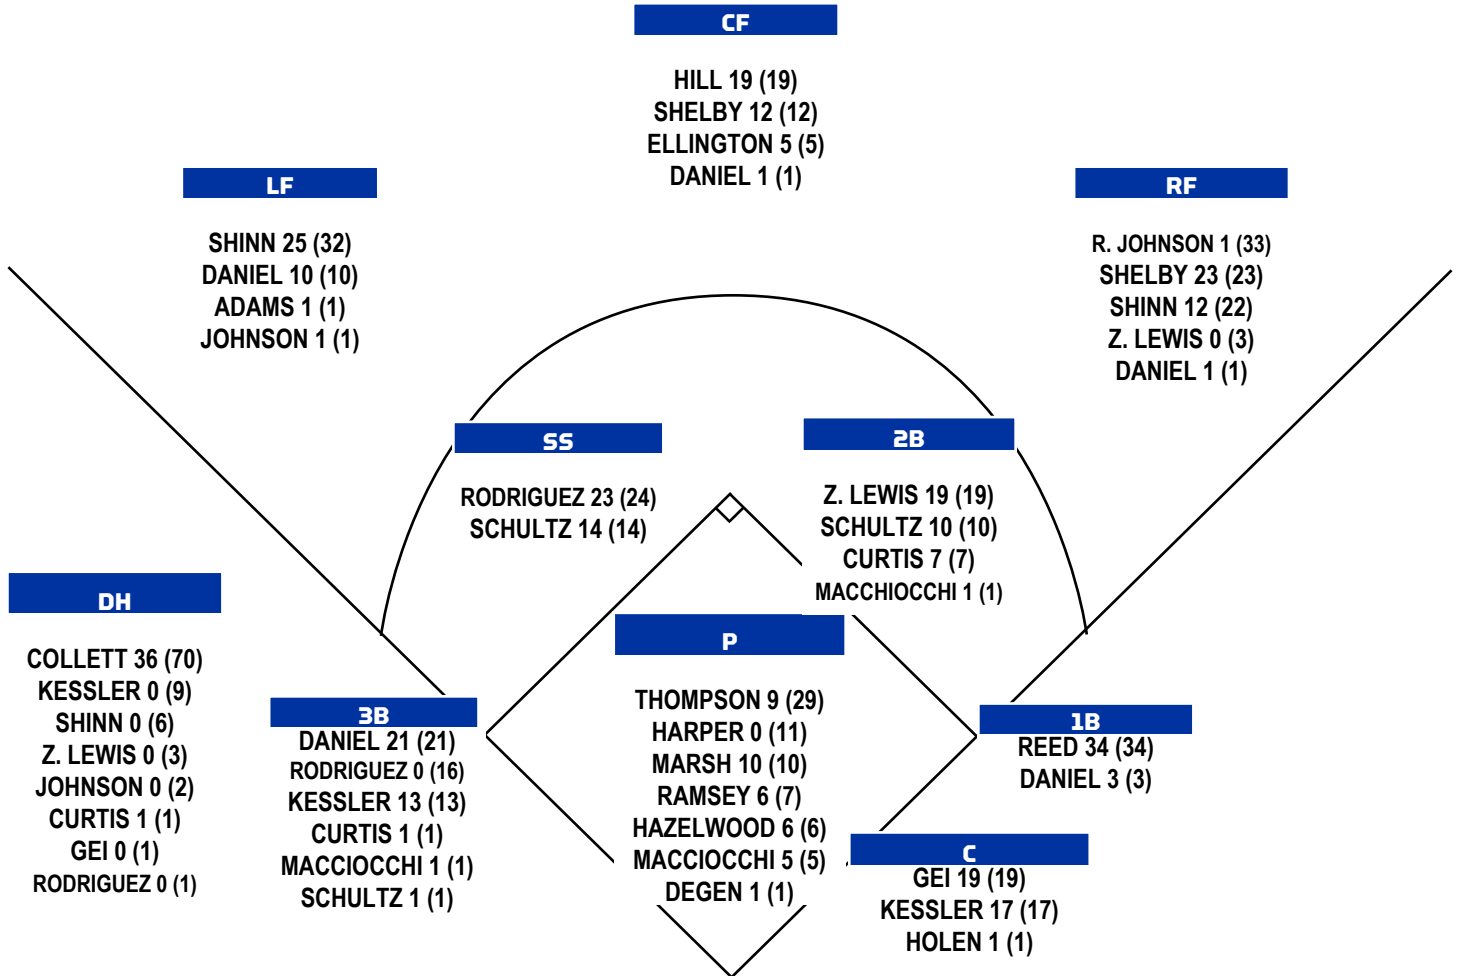 CF
HILL 19 (19)
SHELBY 12 (12)
ELLINGTON 5 (5)
DANIEL 1 (1)
LF
SHINN 25 (32)
DANIEL 10 (10)
ADAMS 1 (1)
JOHNSON 1 (1)
RF
R. JOHNSON 1 (33)
SHELBY 23 (23)
SHINN 12 (22)
Z. LEWIS 0 (3)
DANIEL 1 (1)
SS
RODRIGUEZ 23 (24)
SCHULTZ 14 (14)
2B
Z. LEWIS 19 (19)
SCHULTZ 10 (10)
CURTIS 7 (7)
MACCHIOCCHI 1 (1)
DH
COLLETT 36 (70)
KESSLER 0 (9)
SHINN 0 (6)
Z. LEWIS 0 (3)
JOHNSON 0 (2)
CURTIS 1 (1)
GEI 0 (1)
RODRIGUEZ 0 (1)
3B
DANIEL 21 (21)
RODRIGUEZ 0 (16)
KESSLER 13 (13)
CURTIS 1 (1)
MACCIOCCHI 1 (1)
SCHULTZ 1 (1)
P
THOMPSON 9 (29)
HARPER 0 (11)
MARSH 10 (10)
RAMSEY 6 (7)
HAZELWOOD 6 (6)
MACCIOCCHI 5 (5)
DEGEN 1 (1)
1B
REED 34 (34)
DANIEL 3 (3)
C
GEI 19 (19)
KESSLER 17 (17)
HOLEN 1 (1)